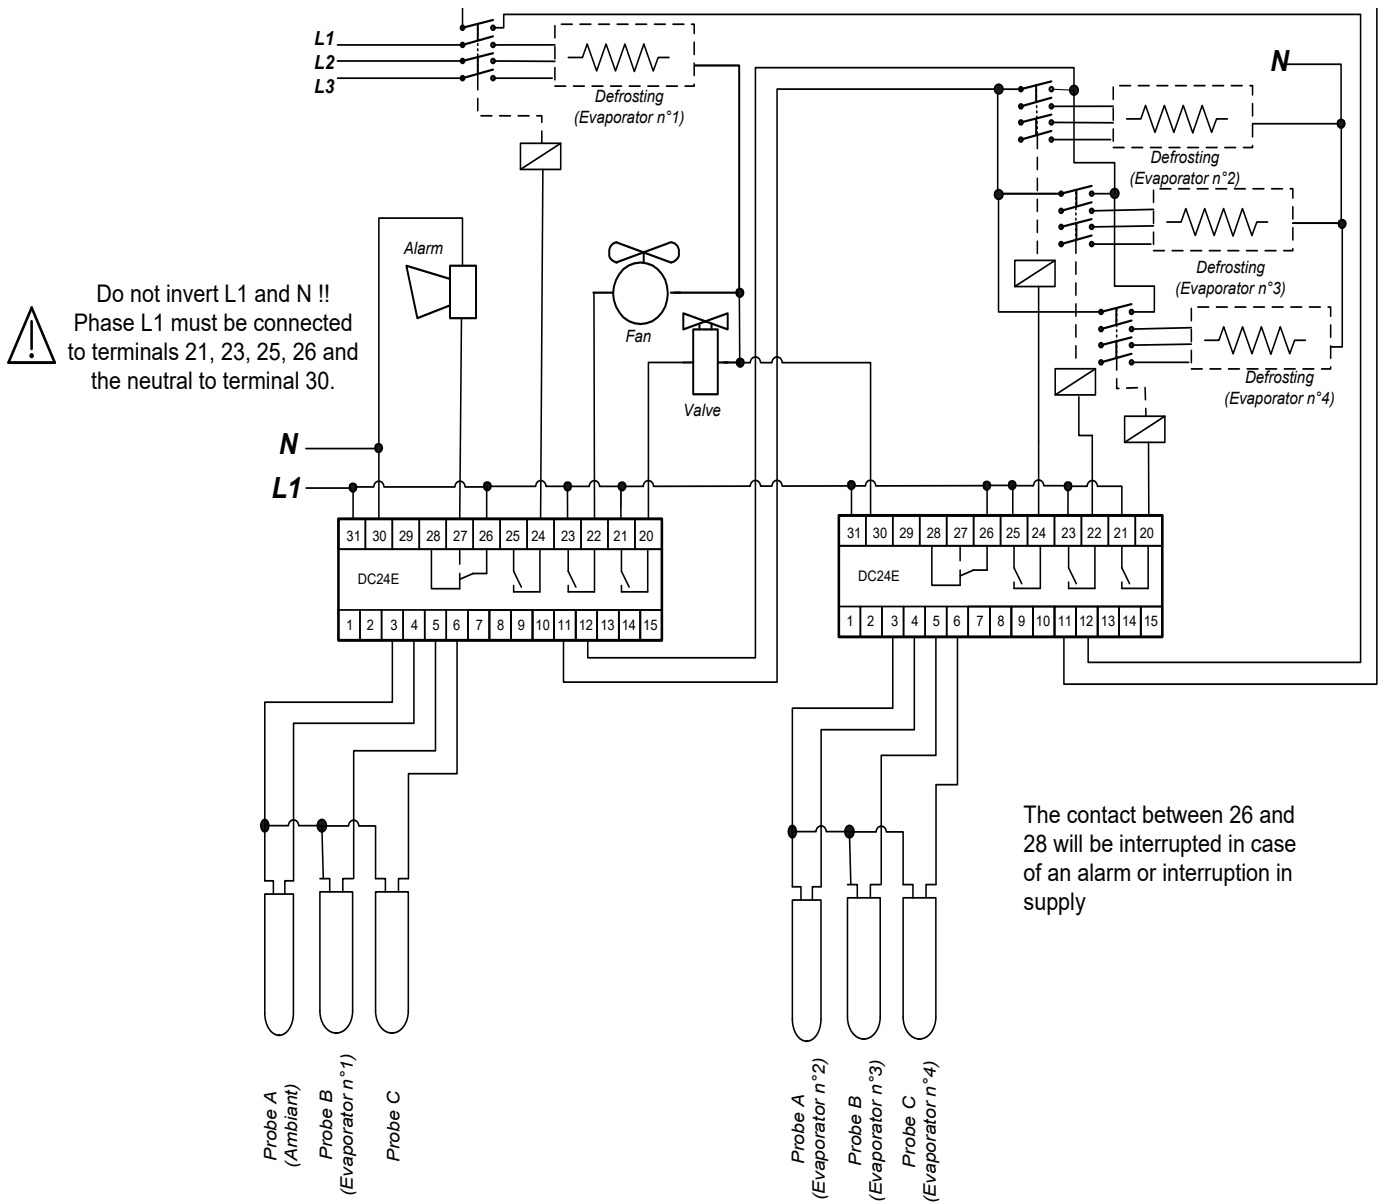 L1
L2
L3
Defrosting
(Evaporator n°1)
N
Defrosting
(Evaporator n°2)
Defrosting
(Evaporator n°3)
Defrosting
(Evaporator n°4)
Alarm
Fan
Valve
Do not invert L1 and N !!
Phase L1 must be connected
to terminals 21, 23, 25, 26 and
the neutral to terminal 30.
N
L1
31 30 29 28 27 26 25 24 23 22 21 20
DC24E
1 2 3 4 5 6 7 8 9 10 11 12 13 14 15
31 30 29 28 27 26 25 24 23 22 21 20
DC24E
1 2 3 4 5 6 7 8 9 10 11 12 13 14 15
The contact between 26 and
28 will be interrupted in case
of an alarm or interruption in
supply
Probe A
(Ambiant)
Probe B
(Evaporator n°1)
Probe C
Probe A
(Evaporator n°2)
Probe B
(Evaporator n°3)
Probe C
(Evaporator n°4)